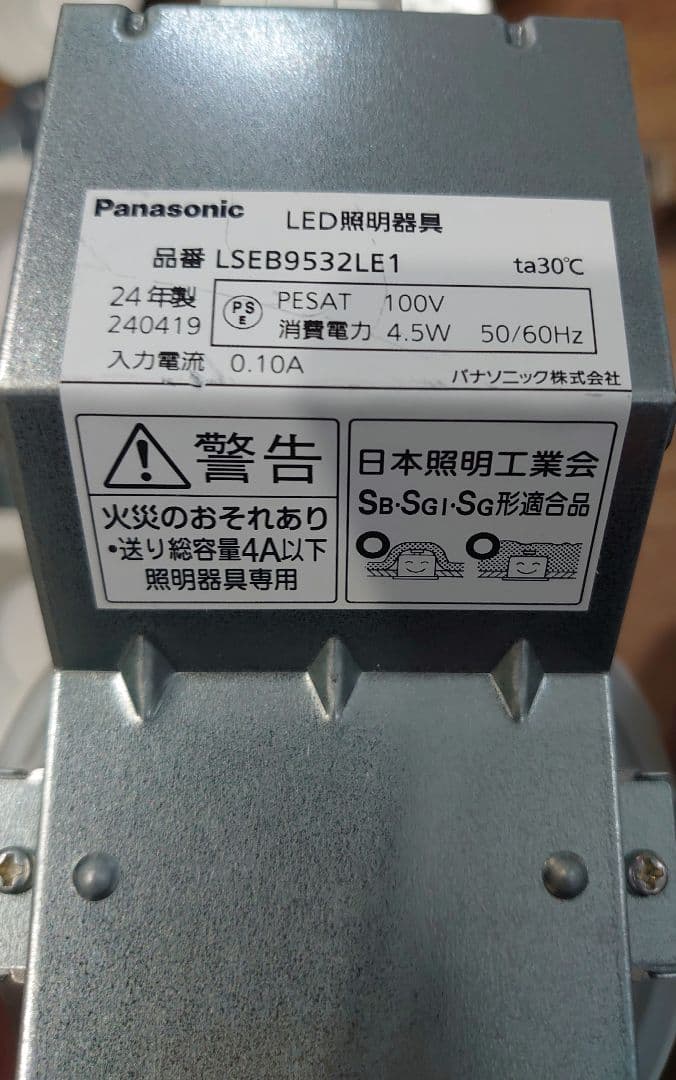 Panasonic LED照明器具
品番 LSEB9532LE1 ta30℃
24年製 PSE PESAT 100V
240419 消費電力 4.5W 50/60Hz
入力電流 0.10A
パナソニック株式会社
警告
火災のおそれあり
・送り総容量4A以下
照明器具専用
日本照明工業会
SB・SGI・SG形適合品